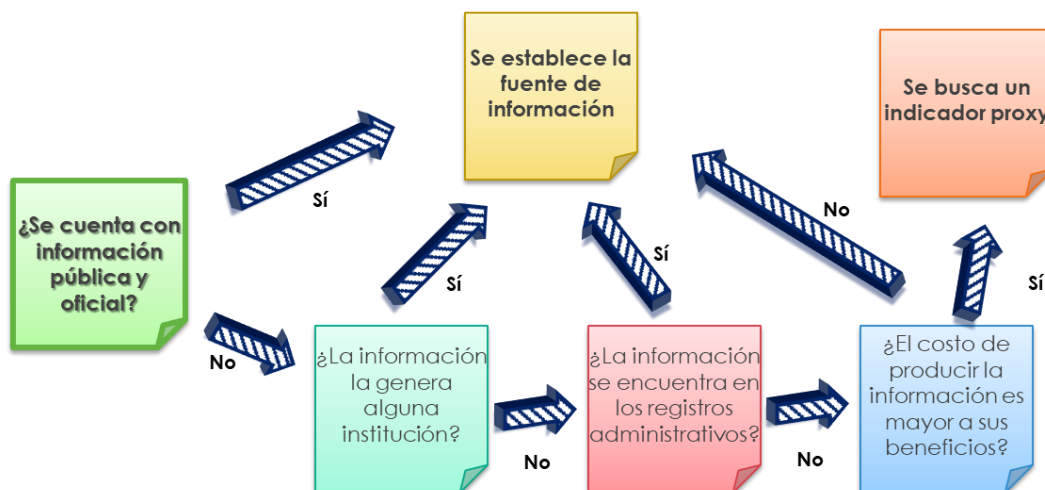 Se establece la
fuente de
información
Se busca un
indicador proxy
¿Se cuenta con
información
pública y
oficial?
Sí
No
Sí
Sí
No
Sí
¿La información
la genera
alguna
institución?
No
¿La información
se encuentra en
los registros
administrativos?
No
¿El costo de
producir la
información es
mayor a sus
beneficios?